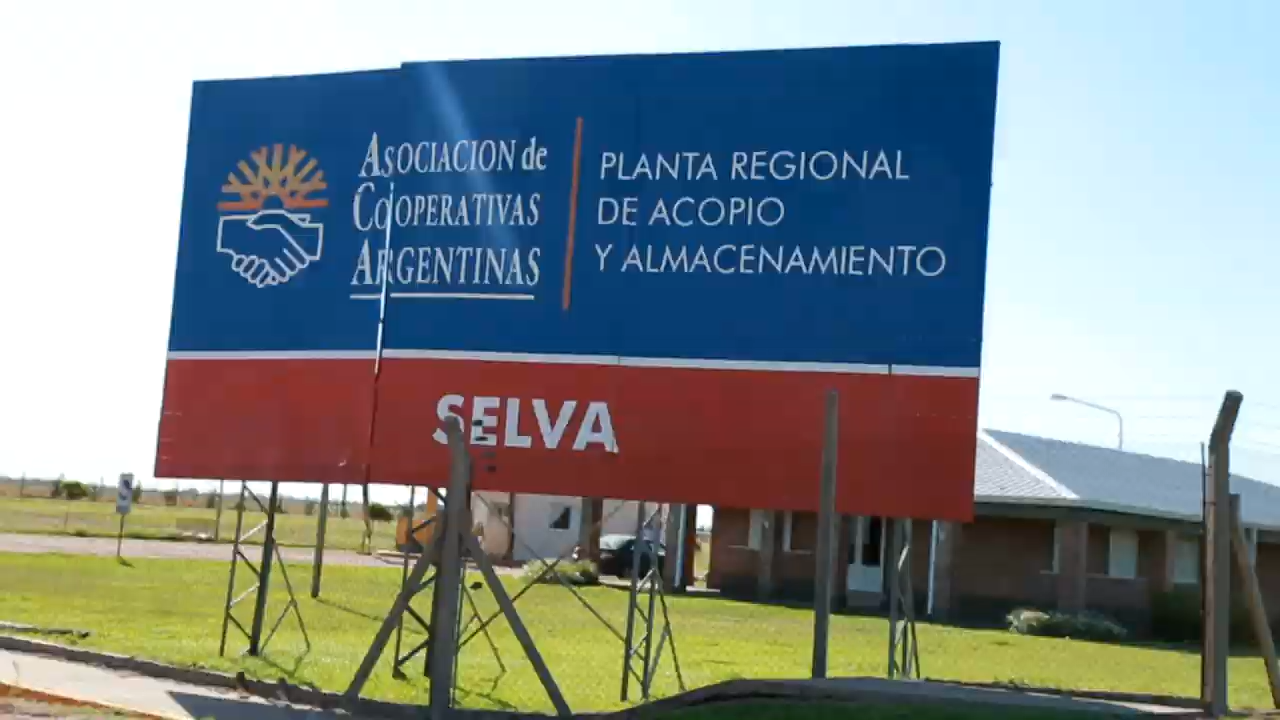 ASOCIACION de
COOPERATIVAS
ARGENTINAS
PLANTA REGIONAL
DE ACOPIO
Y ALMACENAMIENTO
SELVA